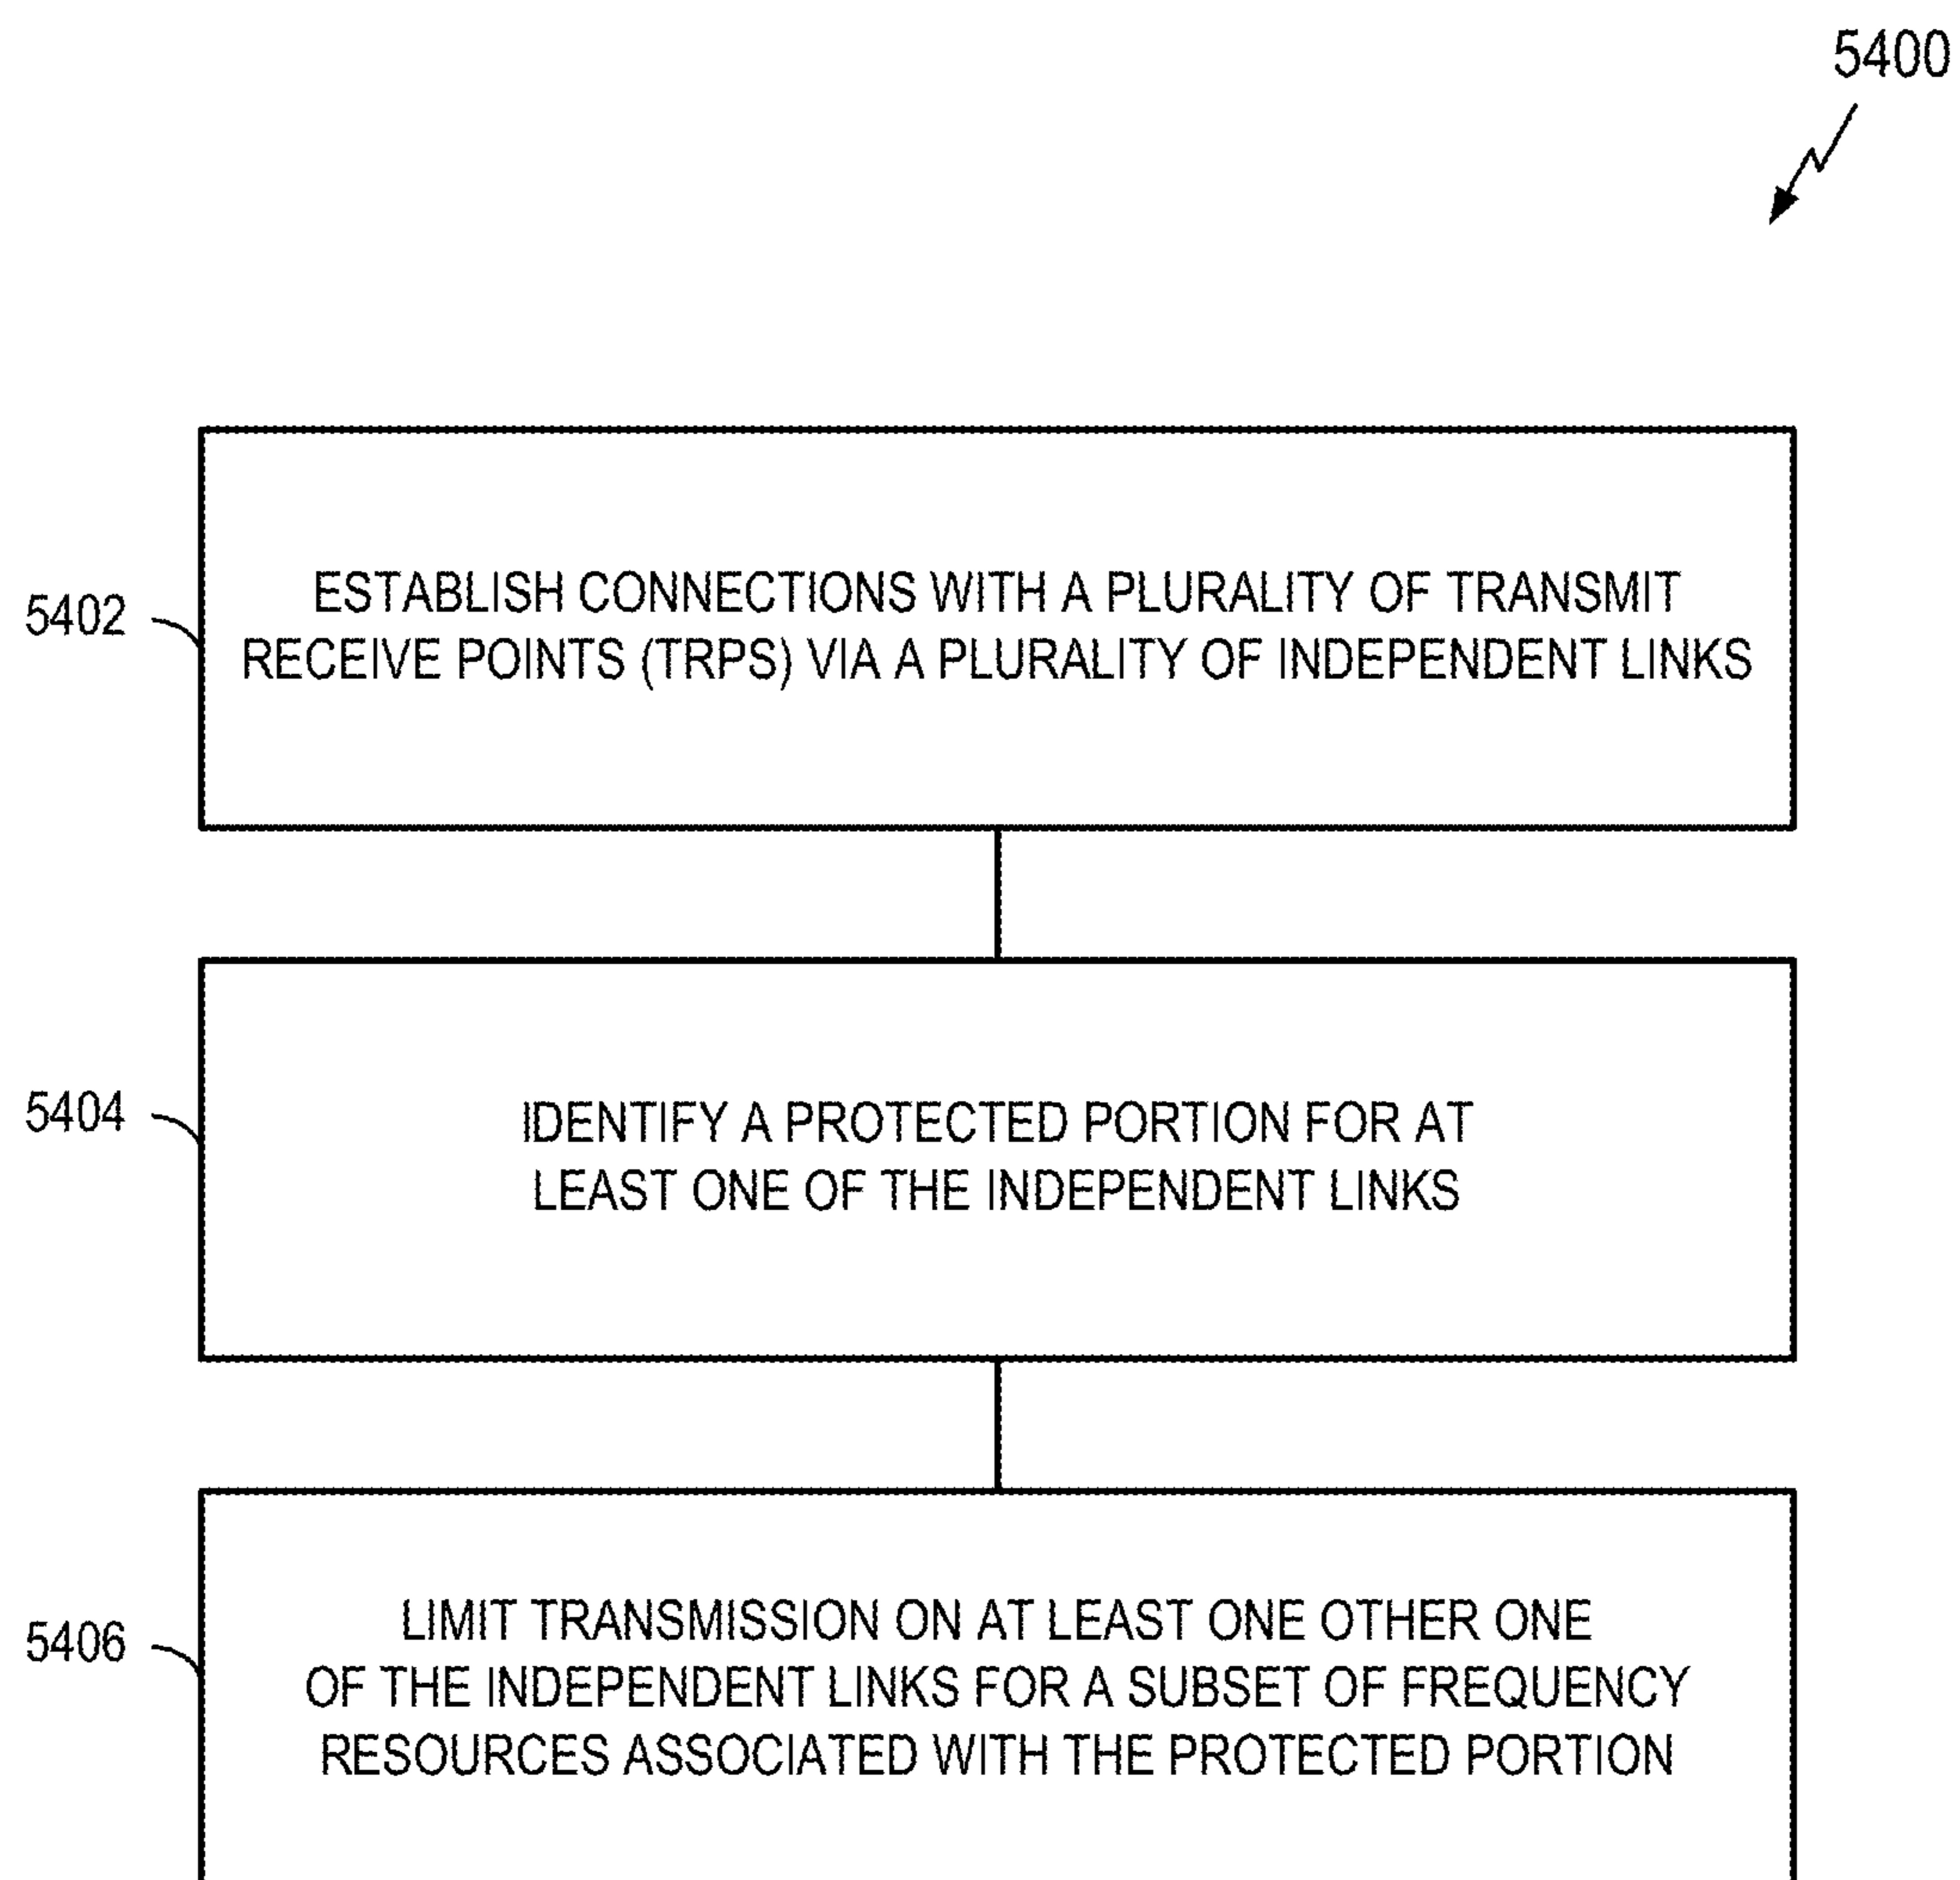 5400
5402
ESTABLISH CONNECTIONS WITH A PLURALITY OF TRANSMIT
RECEIVE POINTS (TRPS) VIA A PLURALITY OF INDEPENDENT LINKS
5404
IDENTIFY A PROTECTED PORTION FOR AT
LEAST ONE OF THE INDEPENDENT LINKS
5406
LIMIT TRANSMISSION ON AT LEAST ONE OTHER ONE
OF THE INDEPENDENT LINKS FOR A SUBSET OF FREQUENCY
RESOURCES ASSOCIATED WITH THE PROTECTED PORTION